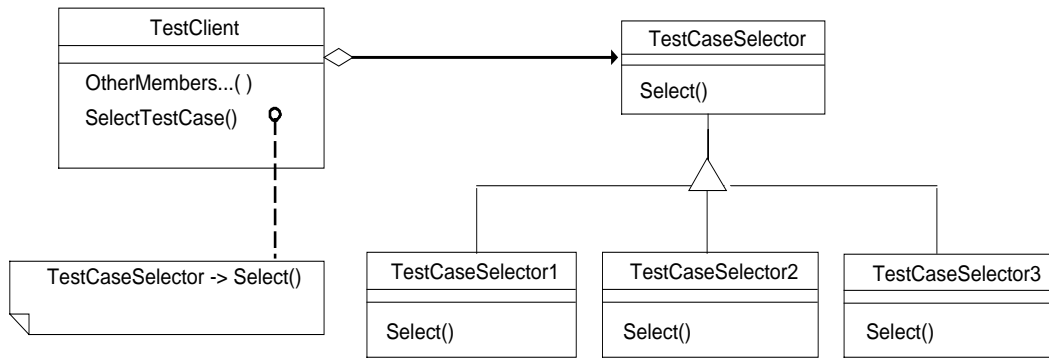 TestClient
OtherMembers...( )
SelectTestCase()
TestCaseSelector
Select()
TestCaseSelector -> Select()
TestCaseSelector1
Select()
TestCaseSelector2
Select()
TestCaseSelector3
Select()